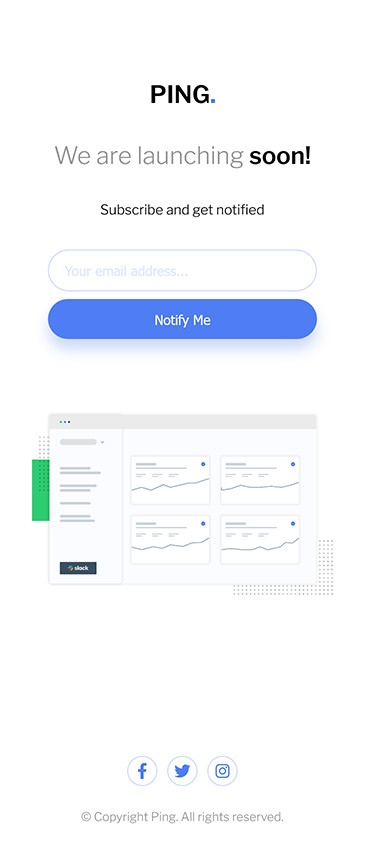 PING.
We are launching soon!
Subscribe and get notified
Your email address...
Notify Me
slack
© Copyright Ping. All rights reserved.